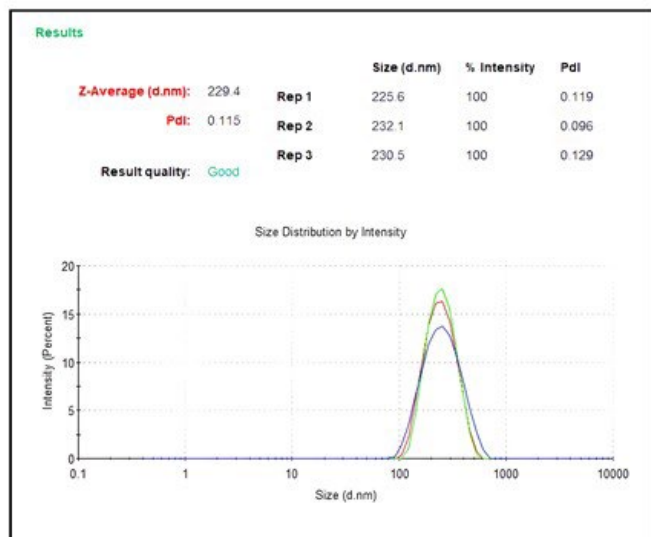 Results
Size (d.nm) % Intensity PdI
Z-Average (d.nm): 229.4 Rep 1 225.6 100 0.119
PdI: 0.115 Rep 2 232.1 100 0.096
Rep 3 230.5 100 0.129
Result quality: Good
Size Distribution by Intensity
20
15
10
5
0
Intensity (Percent)
0.1 1 10 100 1000 10000
Size (d.nm)